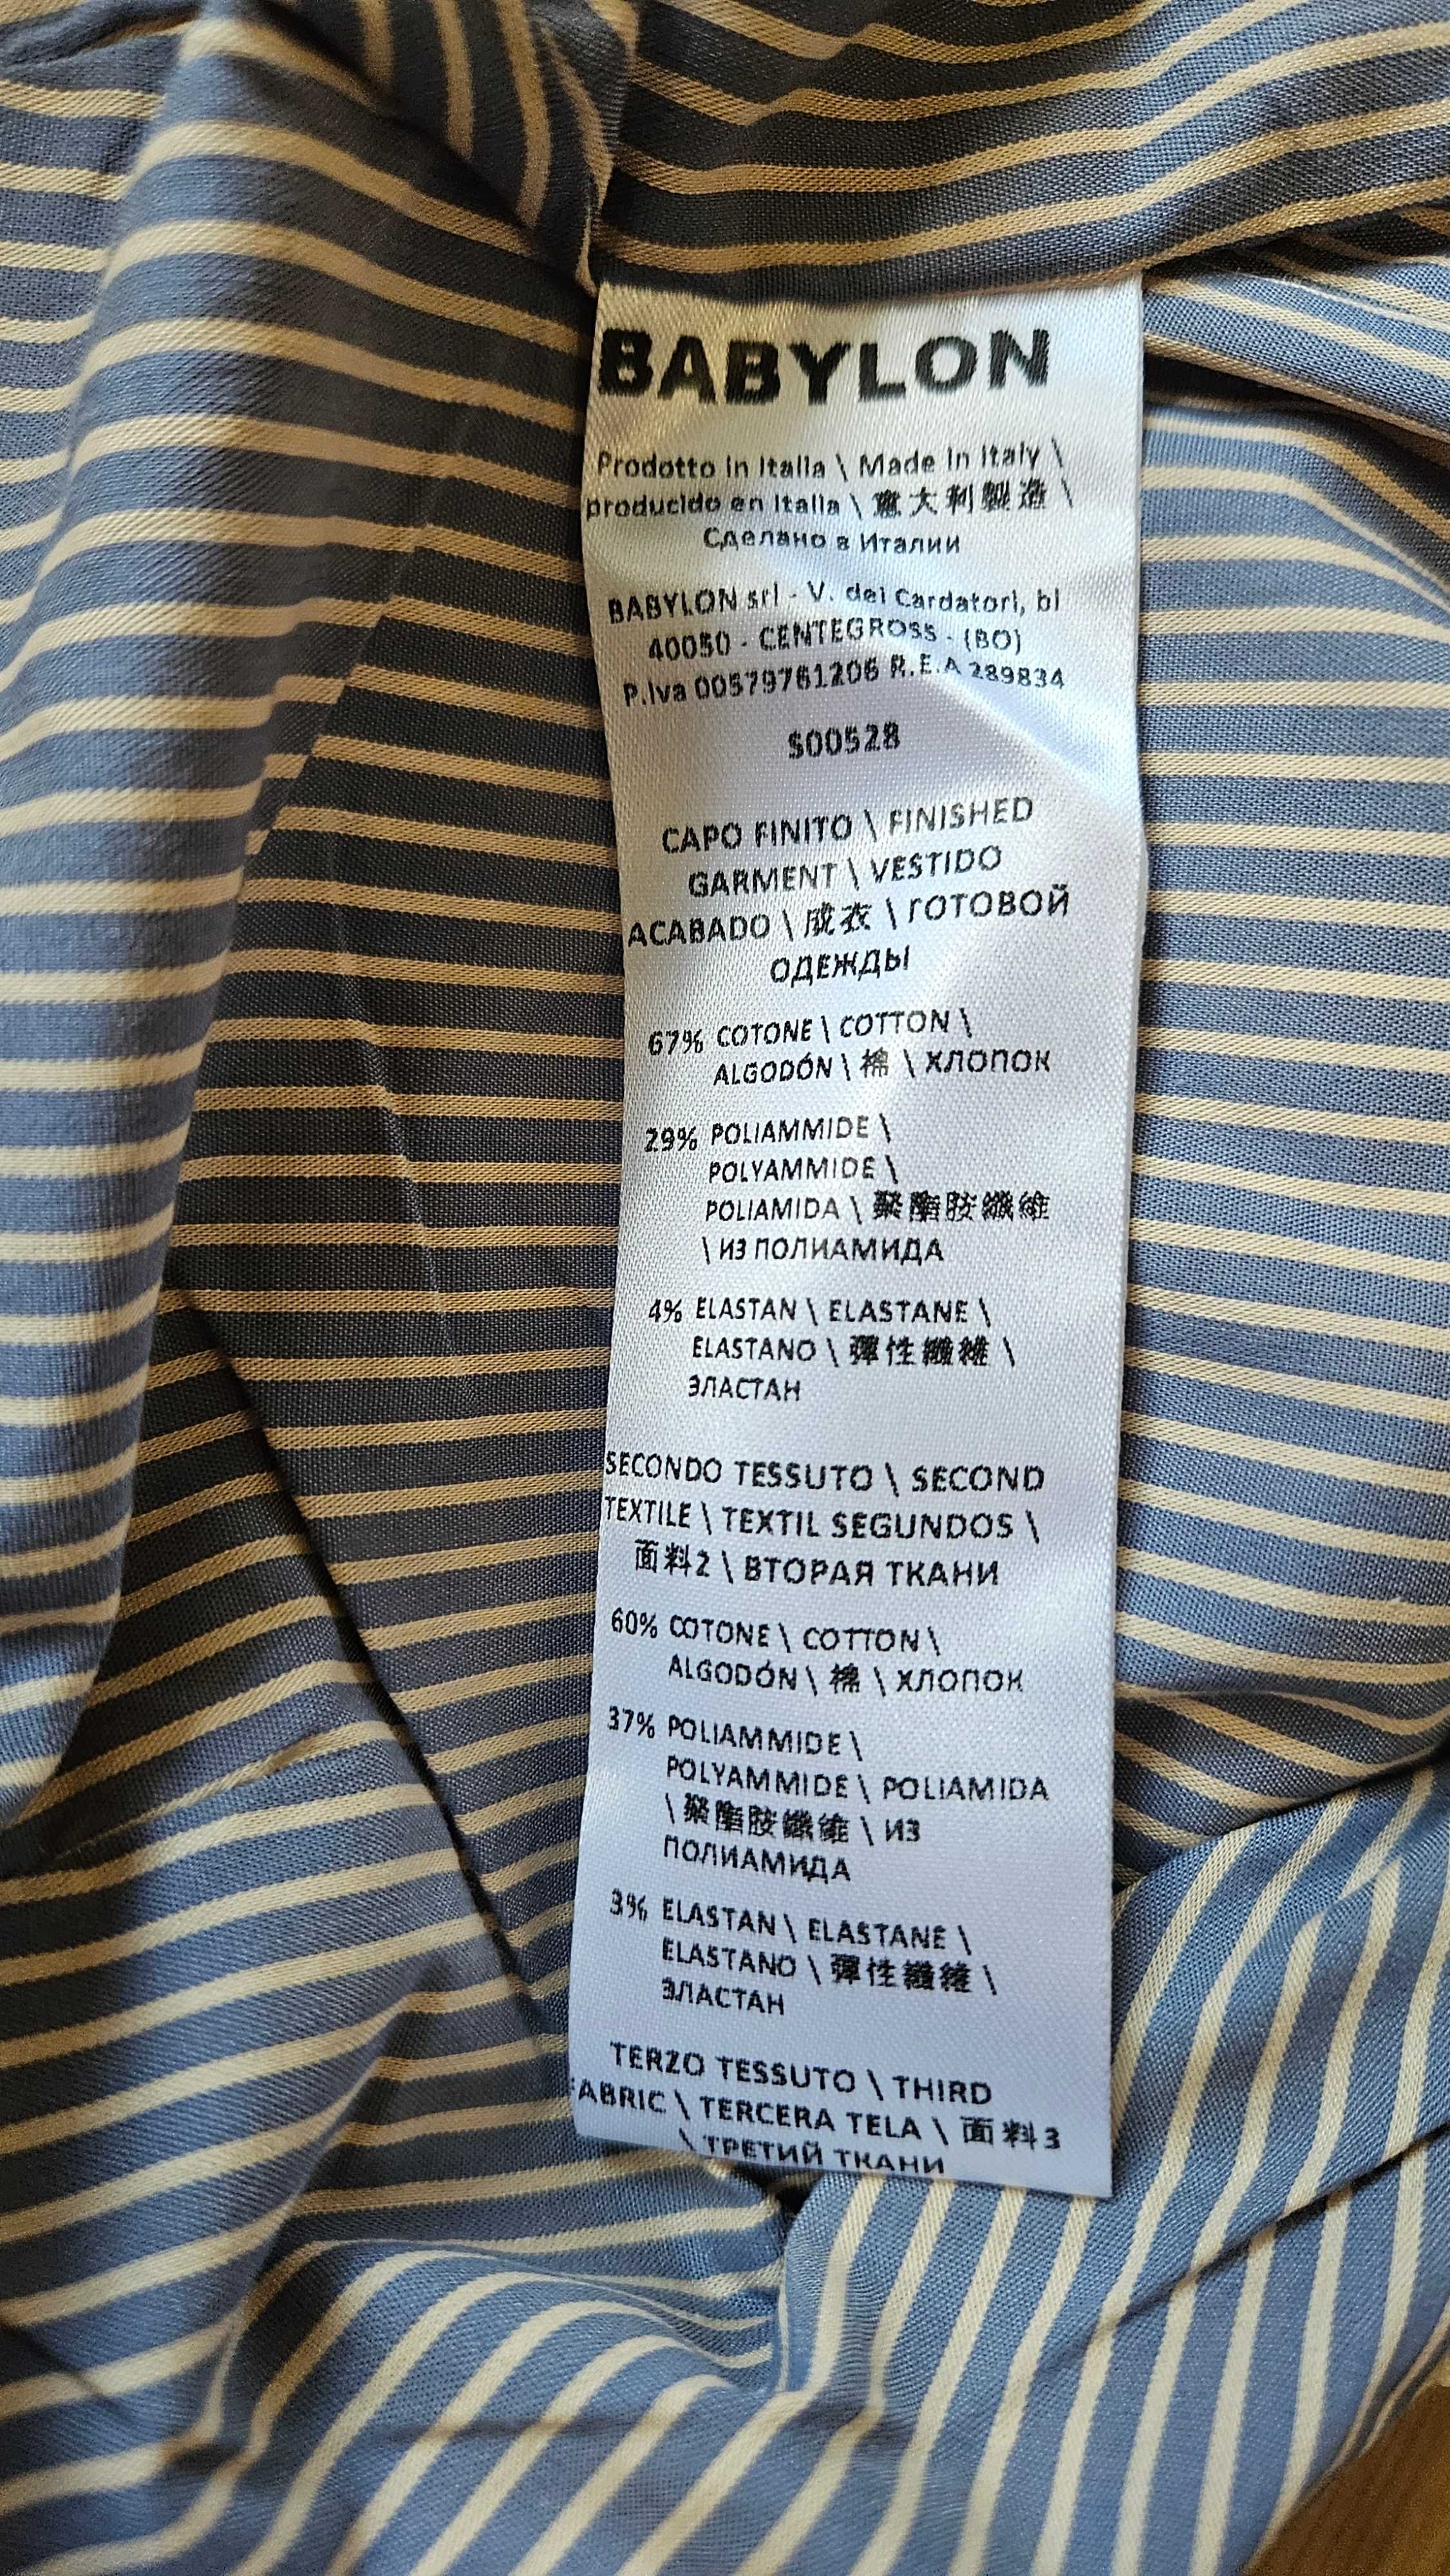 BABYLON
Prodotto in Italia \ Made in Italy \
producido en Italia \ 意大利製造 \
Сделано в Италии
BABYLON srl - V. dei Cardatori, bl
40050 - CENTEGROSS - (BO)
P.Iva 00579761206 R.E.A 289834
S00528
CAPO FINITO \ FINISHED
GARMENT \ VESTIDO
ACABADO \ 成衣 \ ГОТОВОЙ
ОДЕЖДЫ
67% COTONE \ COTTON \
ALGODÓN \ 棉 \ ХЛОПОК
29% POLIAMMIDE \
POLYAMMIDE \
POLIAMIDA \ 聚酯胺纖維
\ ИЗ ПОЛИАМИДА
4% ELASTAN \ ELASTANE \
ELASTANO \ 彈性纖維 \
ЭЛАСТАН
SECONDO TESSUTO \ SECOND
TEXTILE \ TEXTIL SEGUNDOS \
面料2 \ ВТОРАЯ ТКАНИ
60% COTONE \ COTTON \
ALGODÓN \ 棉 \ ХЛОПОК
37% POLIAMMIDE \
POLYAMMIDE \ POLIAMIDA
\ 聚酯胺纖維 \ ИЗ
ПОЛИАМИДА
3% ELASTAN \ ELASTANE \
ELASTANO \ 彈性纖維 \
ЭЛАСТАН
TERZO TESSUTO \ THIRD
FABRIC \ TERCERA TELA \ 面料3
\ ТРЕТИЙ ТКАНИ